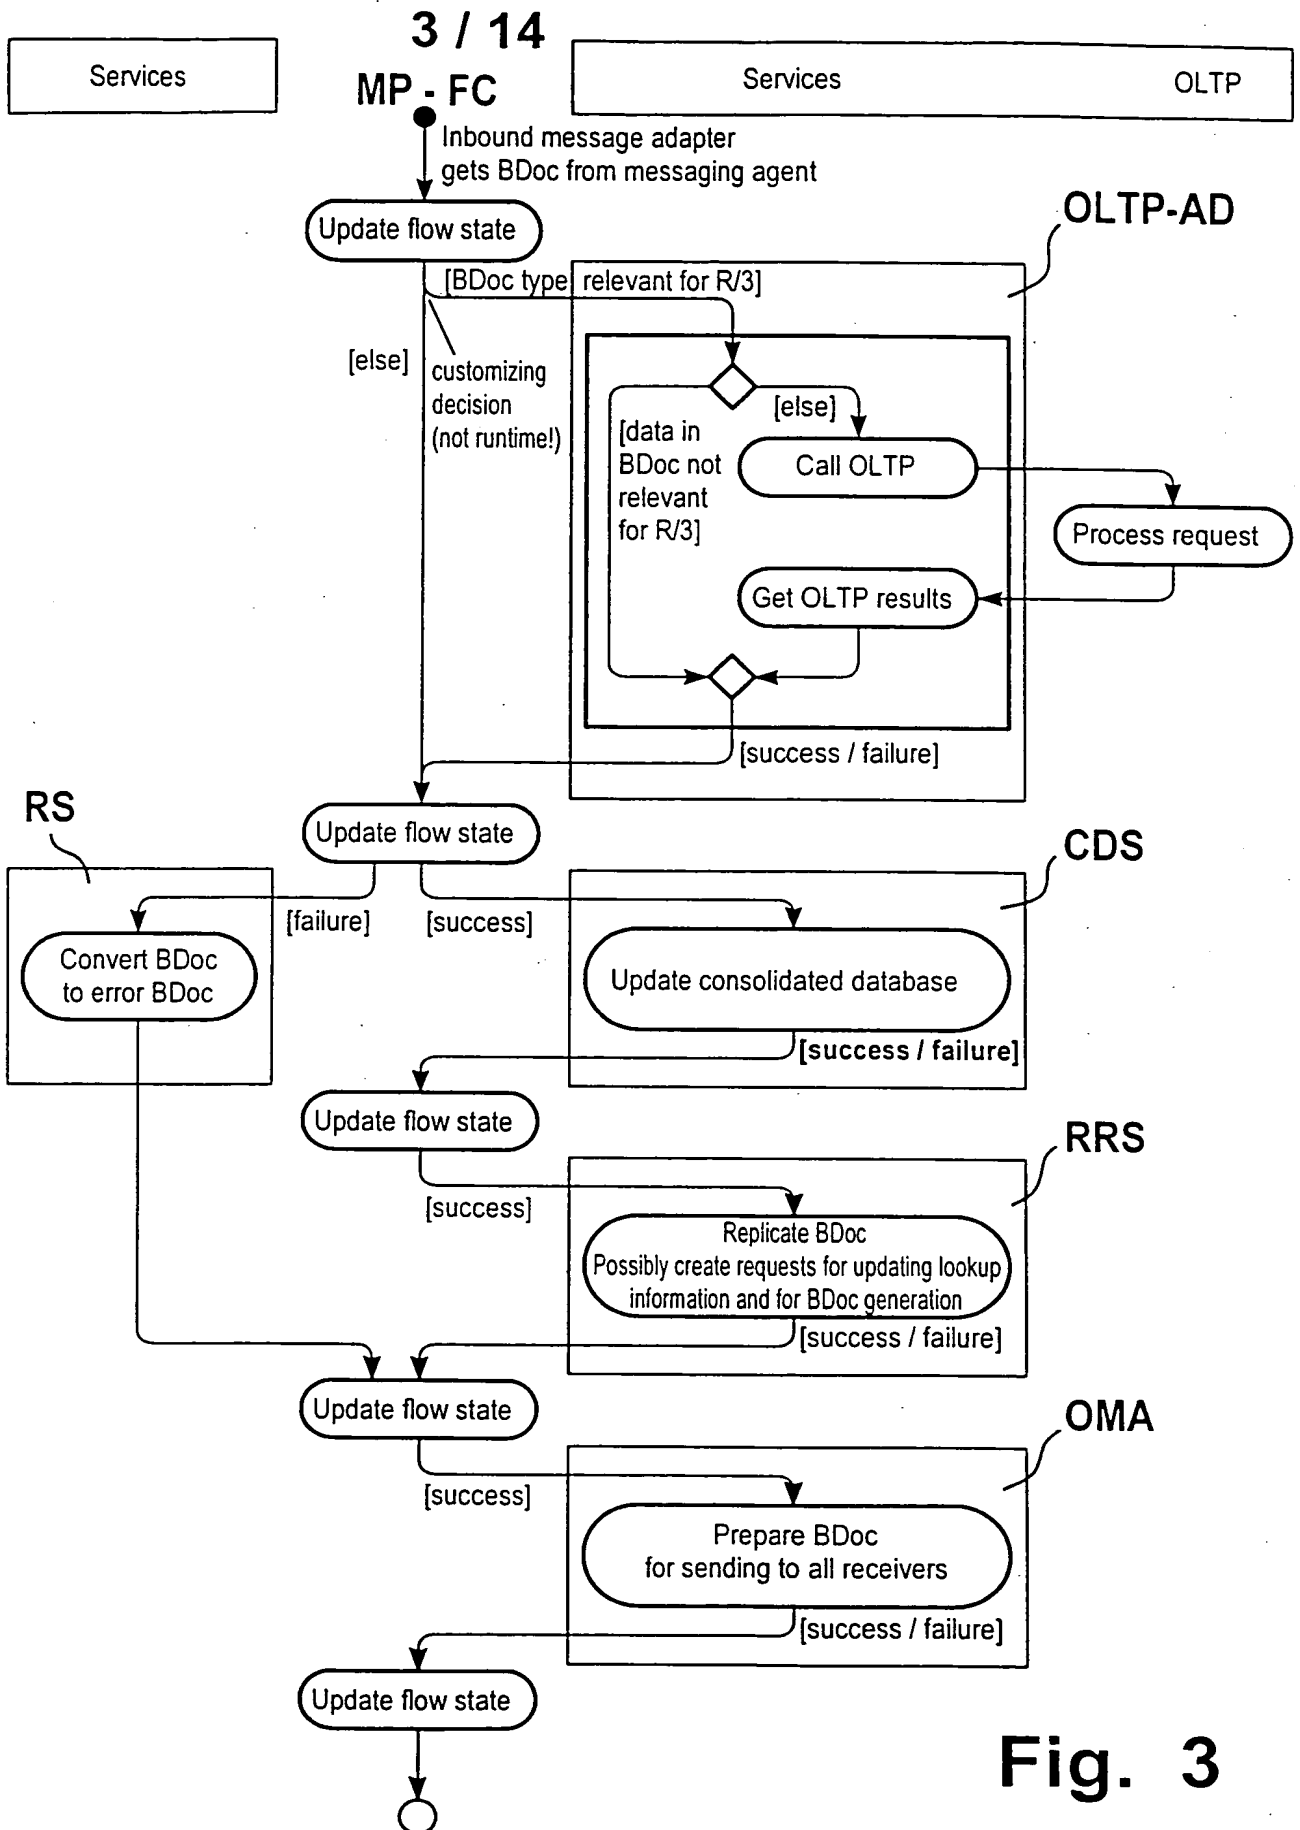 3 / 14
Services
MP - FC
Services
OLTP
Inbound message adapter
gets BDoc from messaging agent
Update flow state
OLTP-AD
[BDoc type relevant for R/3]
[else]
customizing
decision
(not runtime!)
[else]
[data in
BDoc not
relevant
for R/3]
Call OLTP
Process request
Get OLTP results
[success / failure]
Update flow state
RS
CDS
[failure]
[success]
Convert BDoc
to error BDoc
Update consolidated database
[success / failure]
Update flow state
RRS
[success]
Replicate BDoc
Possibly create requests for updating lookup
information and for BDoc generation
[success / failure]
Update flow state
OMA
[success]
Prepare BDoc
for sending to all receivers
[success / failure]
Update flow state
Fig. 3